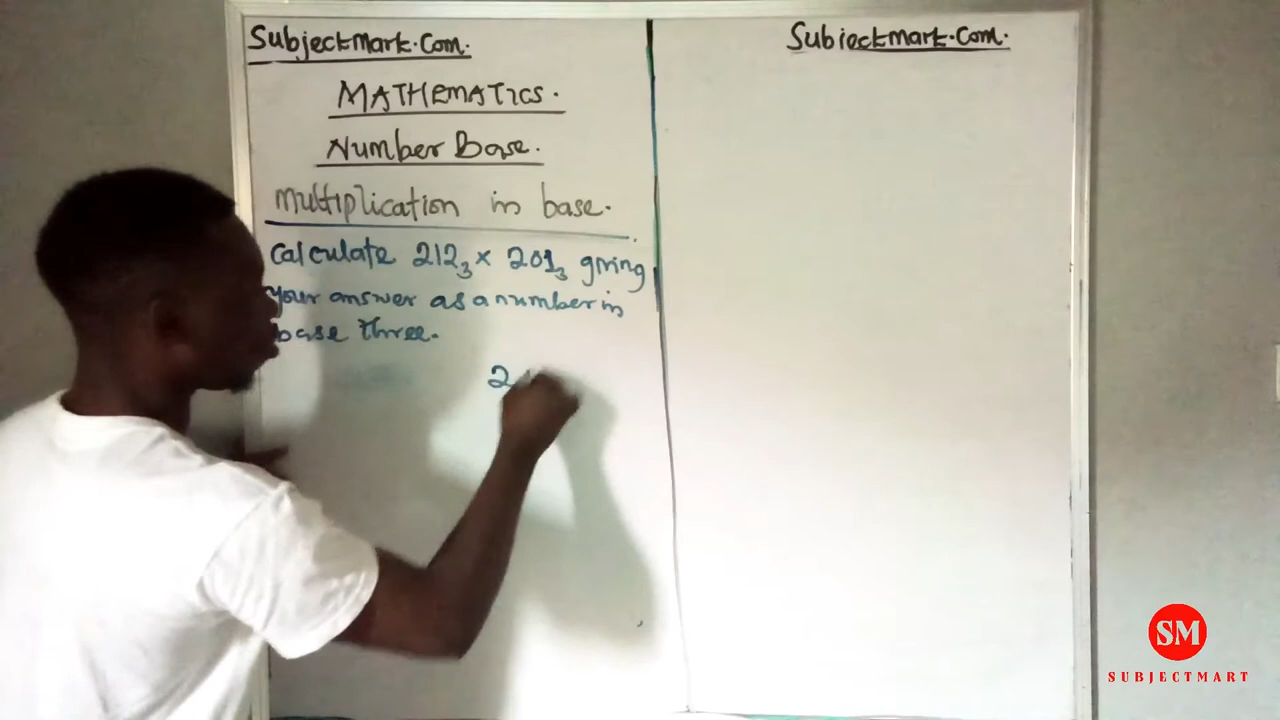 Subjectmark.Com.
MATHEMATICS.
Number Base.
Multiplication in base.
Calculate 212₃ x 201₃ giving
your answer as a number in
base three.
2
Subjectmark.Com.
SM
SUBJECTMART